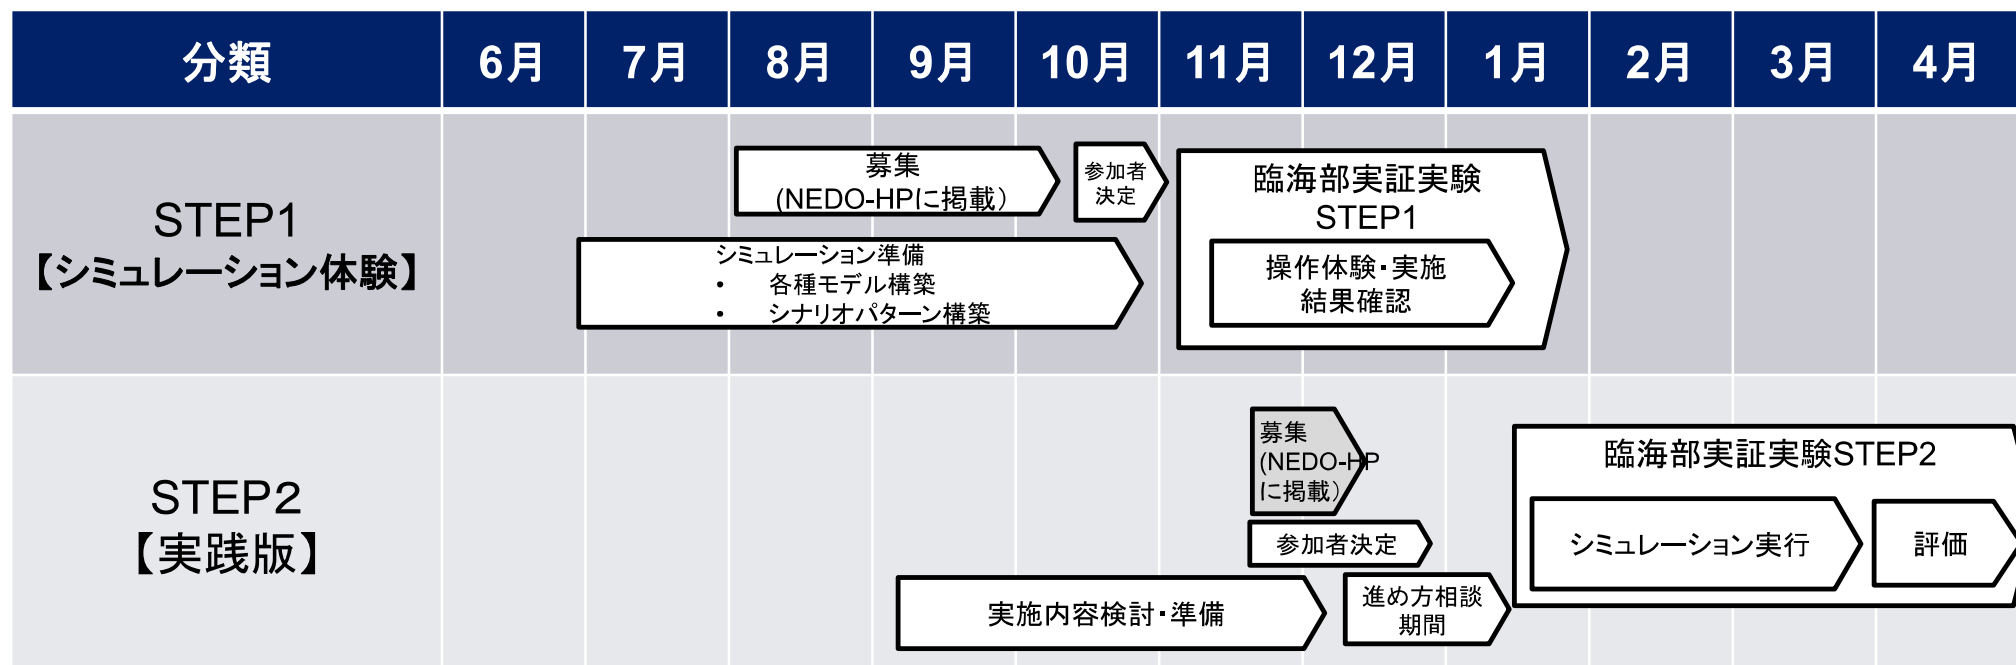 分類
6月
7月
8月
9月
10月
11月
12月
1月
2月
3月
4月
STEP1
【シミュレーション体験】
募集
(NEDO-HPに掲載）
参加者
決定
シミュレーション準備
・ 各種モデル構築
・ シナリオパターン構築
臨海部実証実験
STEP1
操作体験・実施
結果確認
STEP２
【実践版】
募集
(NEDO-HP
に掲載）
参加者決定
実施内容検討・準備
進め方相談
期間
臨海部実証実験STEP2
シミュレーション実行
評価